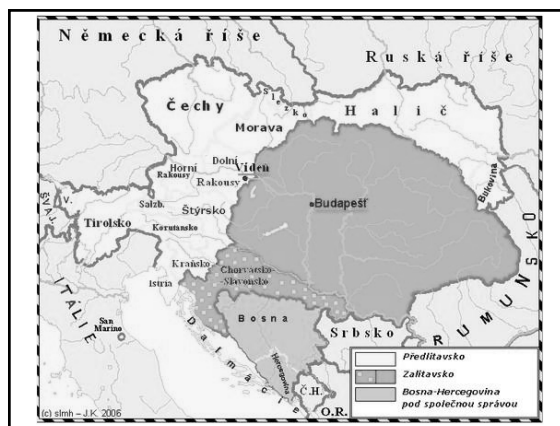 Německá říše
Ruská říše
Slezsko
Čechy
Halič
Morava
Dolní
Horní
Vídeň
Rakousy
Rakousy
Bukovina
Budapešť
ŠVAJ.
V.
Salzb.
Štýrsko
Tirolsko
Korutansko
Kraňsko
Chorvatsko-
Slavonsko
Istria
ITÁLIE
RUMUNSKO
San
Marino
Bosna
Srbsko
Dalmácie
Hercegovina
Č.H.
O.R.
Předlitavsko
Zalitavsko
Bosna-Hercegovina
pod společnou správou
(c) slmh – J.K. 2006